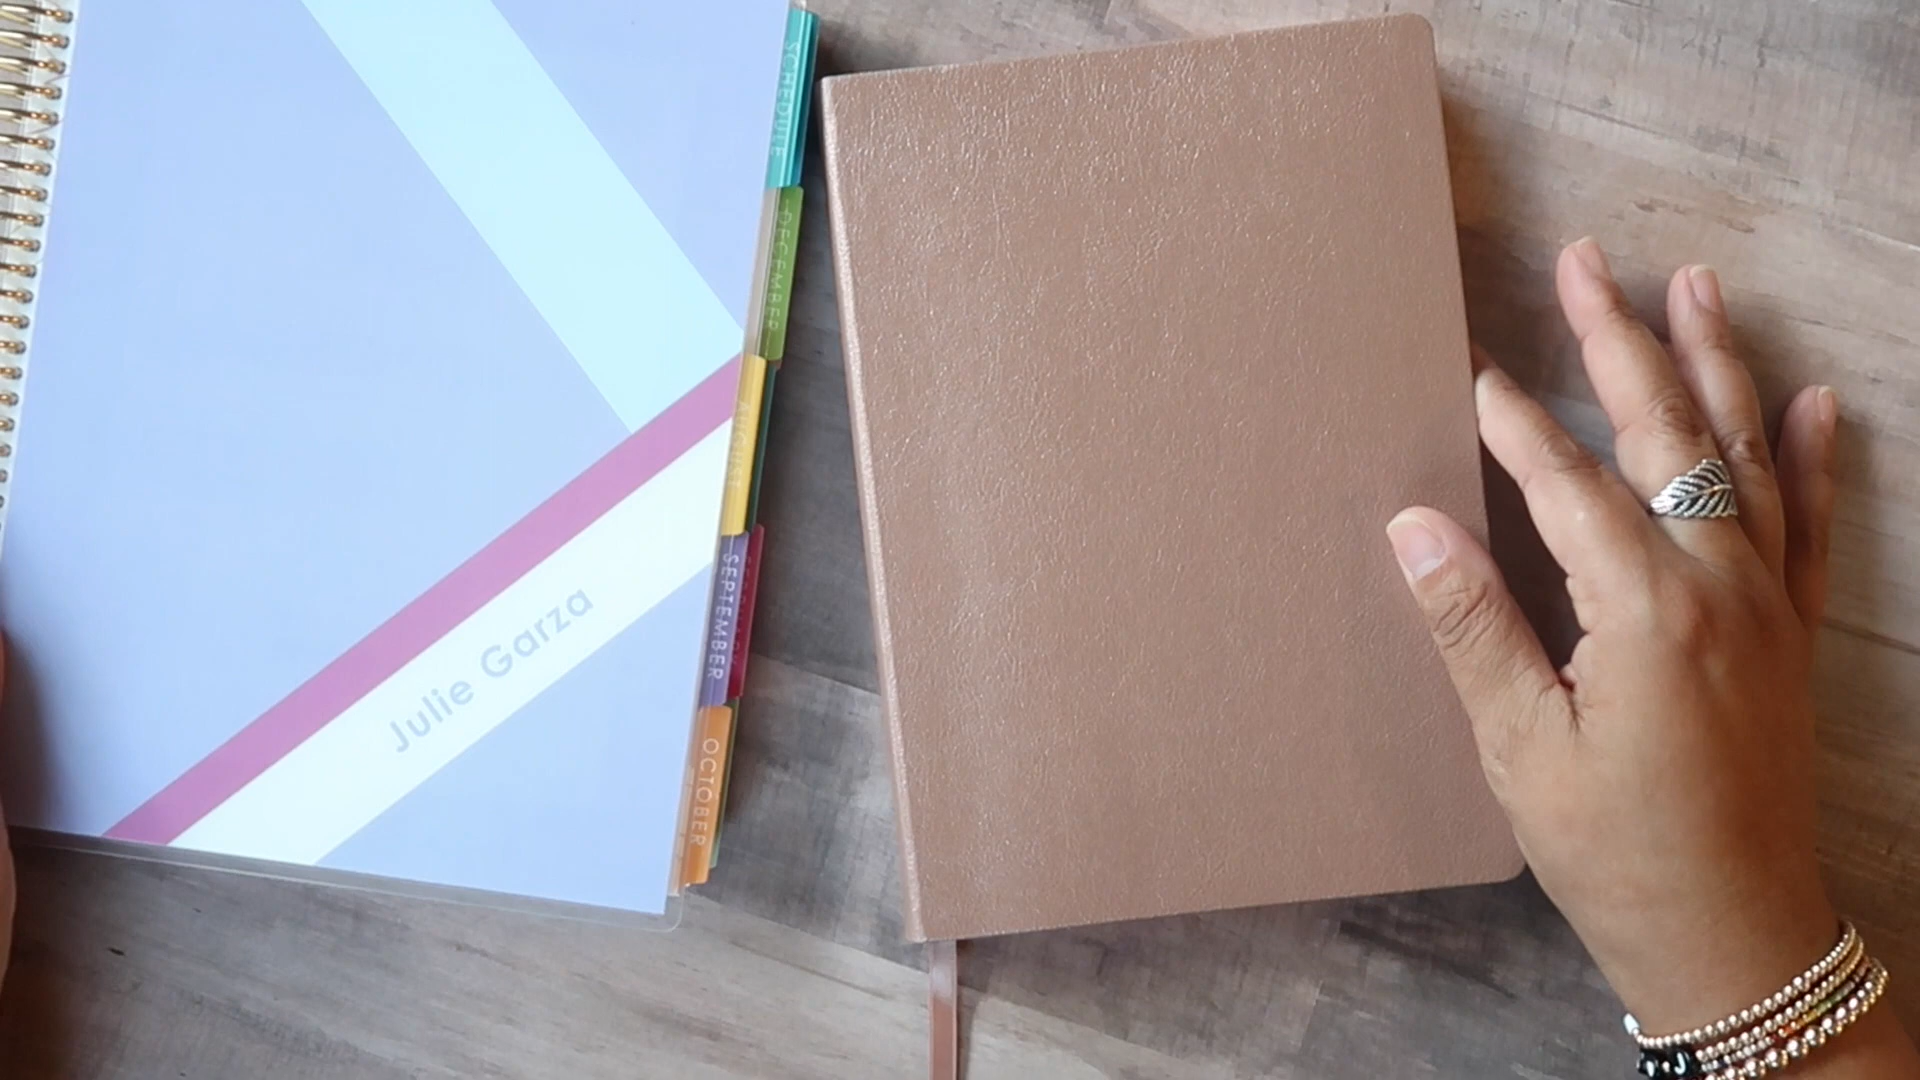 Julie Garza
SCHEDULE
DECEMBER
AUGUST
SEPTEMBER
OCTOBER